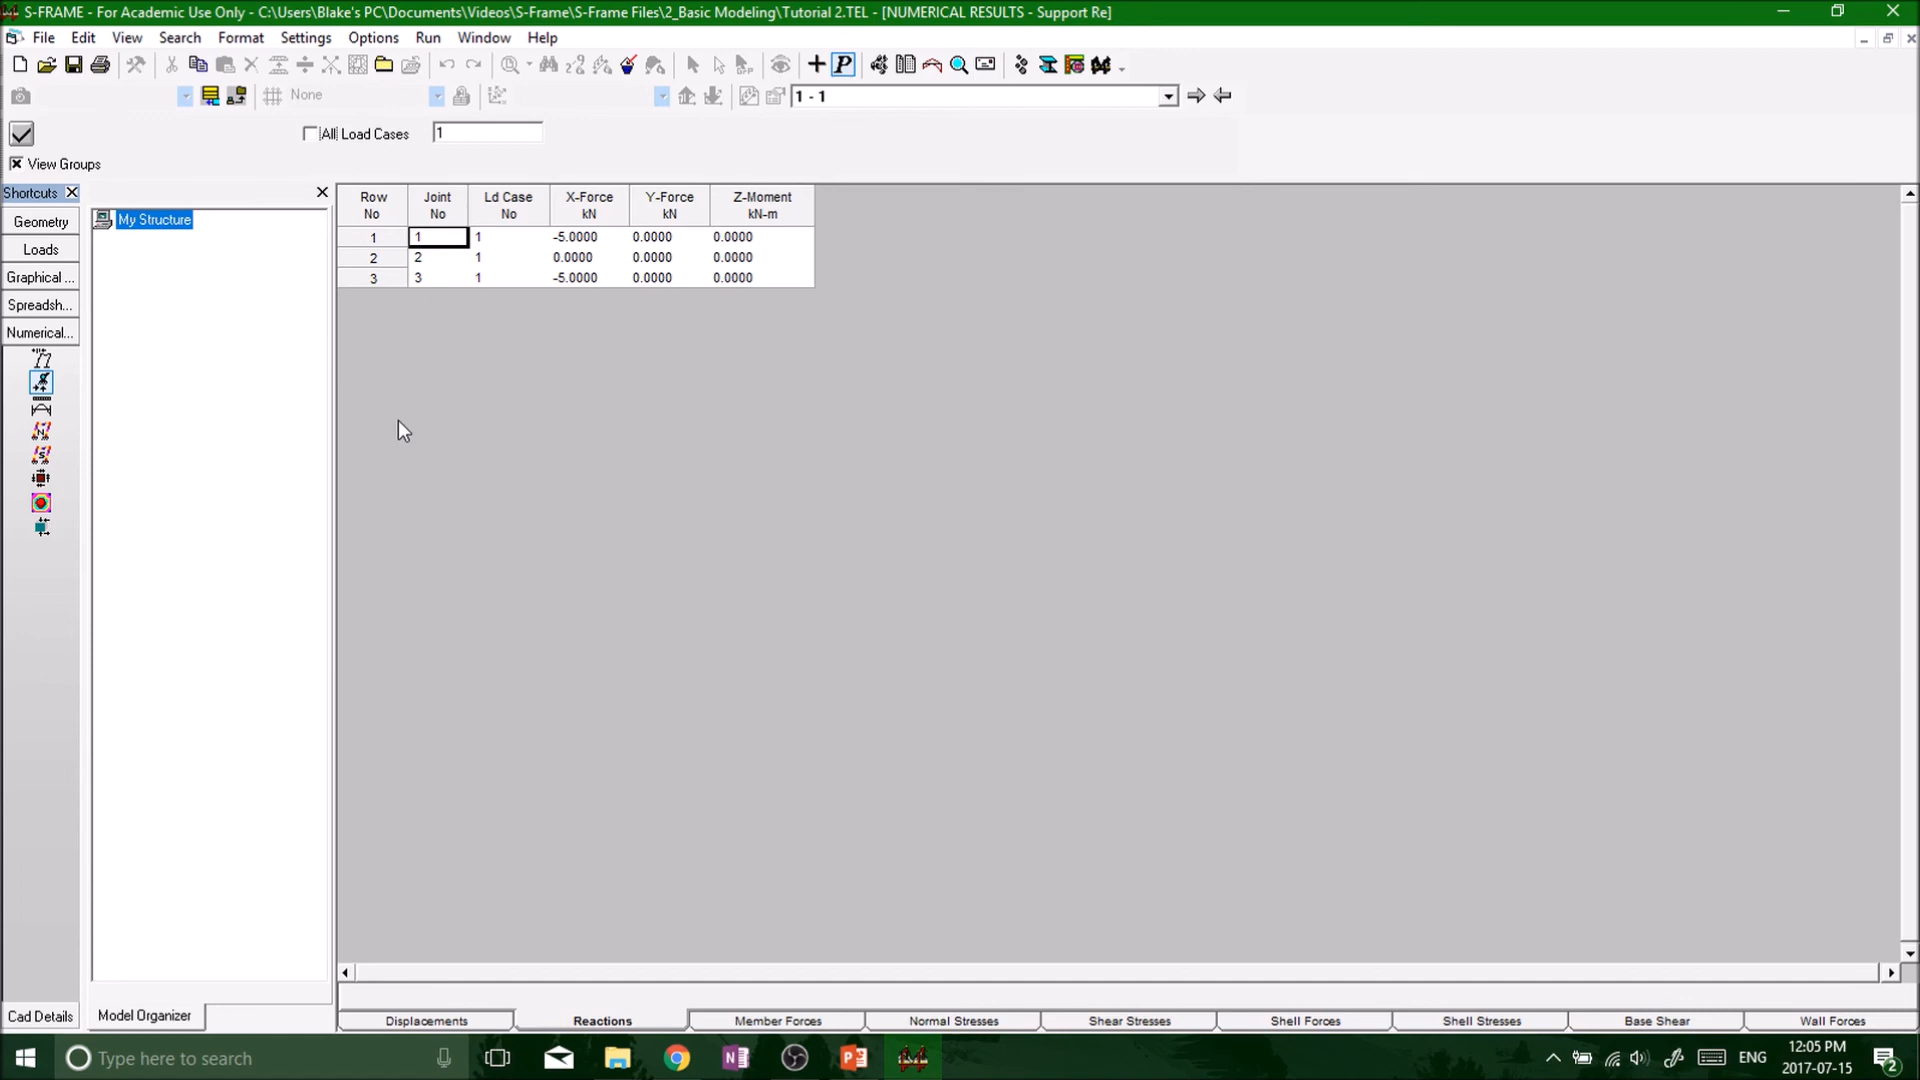 S-FRAME - For Academic Use Only - C:\Users\Blake's PC\Documents\Videos\S-Frame\S-Frame Files\2_Basic Modeling\Tutorial 2.TEL - [NUMERICAL RESULTS - Support Re]
File Edit View Search Format Settings Options Run Window Help
None 1 - 1
All Load Cases 1
View Groups
Shortcuts
Geometry
Loads
Graphical ...
Spreadsh...
Numerical...
Cad Details
My Structure
Model Organizer
Row No Joint No Ld Case No X-Force kN Y-Force kN Z-Moment kN-m
1 1 1 -5.0000 0.0000 0.0000
2 2 1 0.0000 0.0000 0.0000
3 3 1 -5.0000 0.0000 0.0000
Displacements Reactions Member Forces Normal Stresses Shear Stresses Shell Forces Shell Stresses Base Shear Wall Forces
Type here to search
ENG
12:05 PM
2017-07-15
2